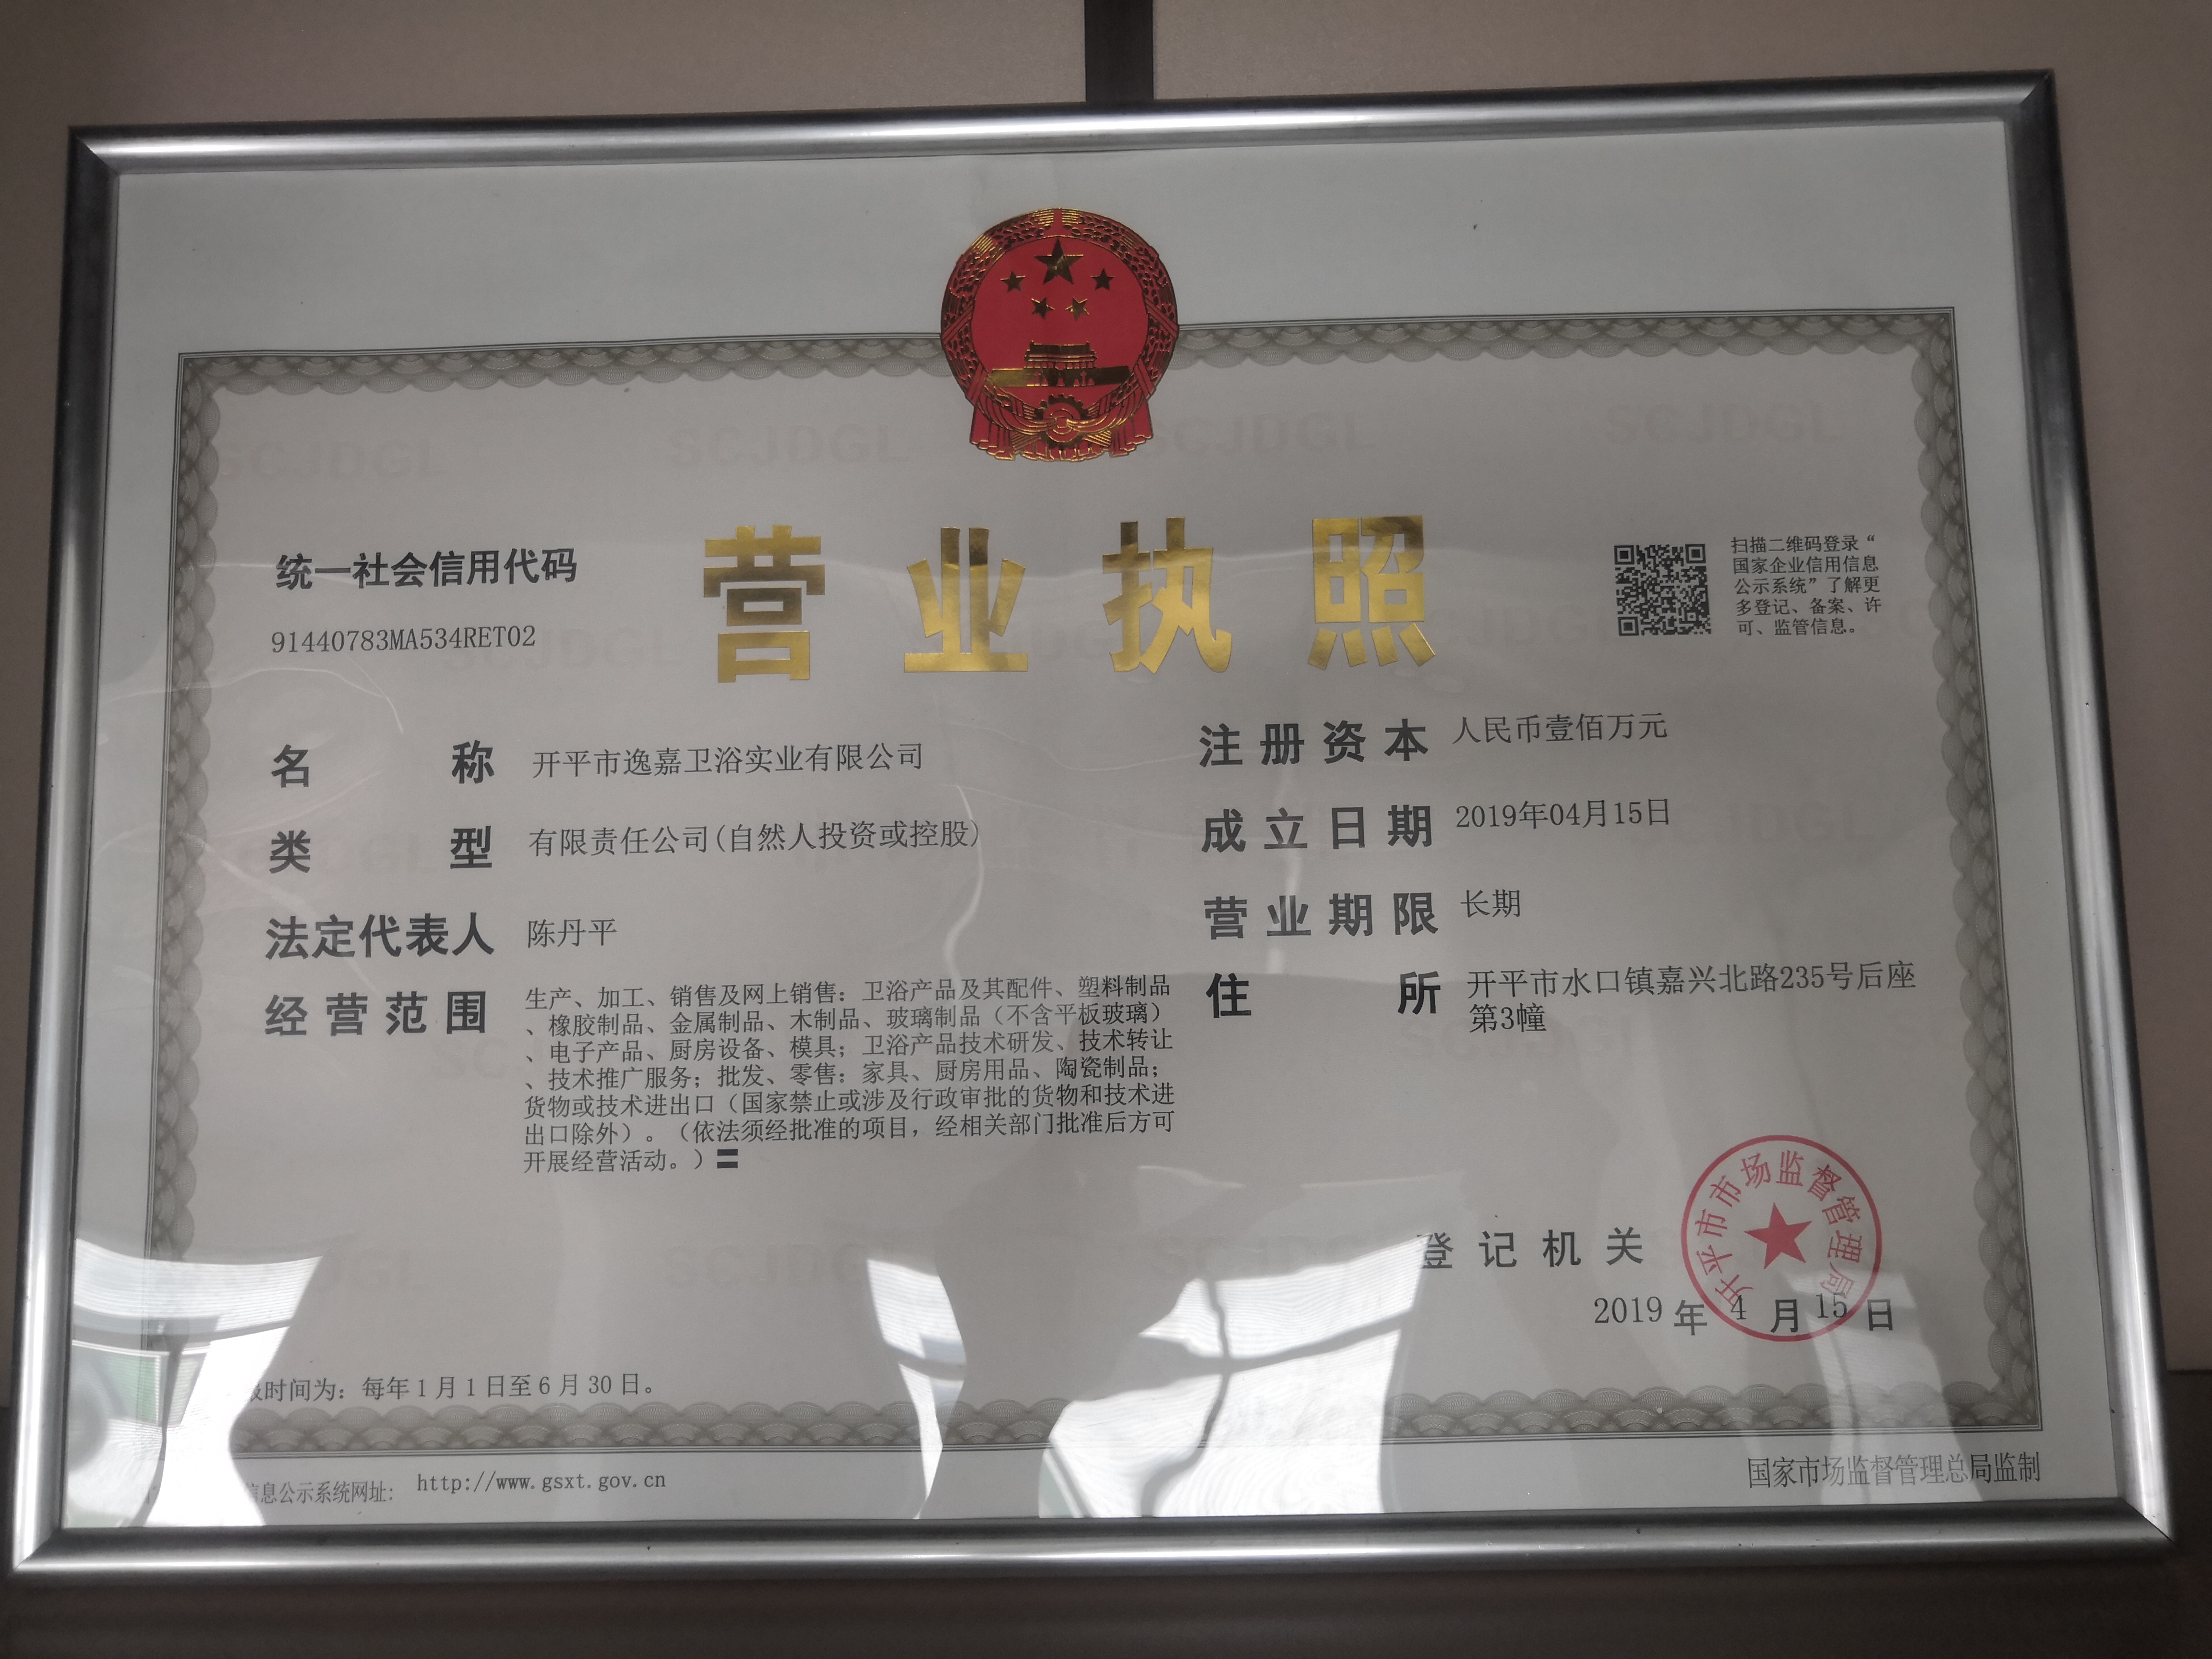 营业执照
统一社会信用代码
91440783MA534RET02
扫描二维码登录“
国家企业信用信息
公示系统”了解更
多登记、备案、许
可、监管信息。
名 称 开平市逸嘉卫浴实业有限公司
类 型 有限责任公司(自然人投资或控股)
法定代表人 陈丹平
经营范围 生产、加工、销售及网上销售：卫浴产品及其配件、塑料制品
、橡胶制品、金属制品、木制品、玻璃制品（不含平板玻璃）
、电子产品、厨房设备、模具；卫浴产品技术研发、技术转让
、技术推广服务；批发、零售：家具、厨房用品、陶瓷制品；
货物或技术进出口（国家禁止或涉及行政审批的货物和技术进
出口除外）。（依法须经批准的项目，经相关部门批准后方可
开展经营活动。）〓
注册资本 人民币壹佰万元
成立日期 2019年04月15日
营业期限 长期
住 所 开平市水口镇嘉兴北路235号后座
第3幢
登记机关
开平市市场监督管理局
2019 年 4 月 15 日
时间为：每年1月1日至6月30日。
信息公示系统网址： http://www.gsxt.gov.cn
国家市场监督管理总局监制
SCJDGL